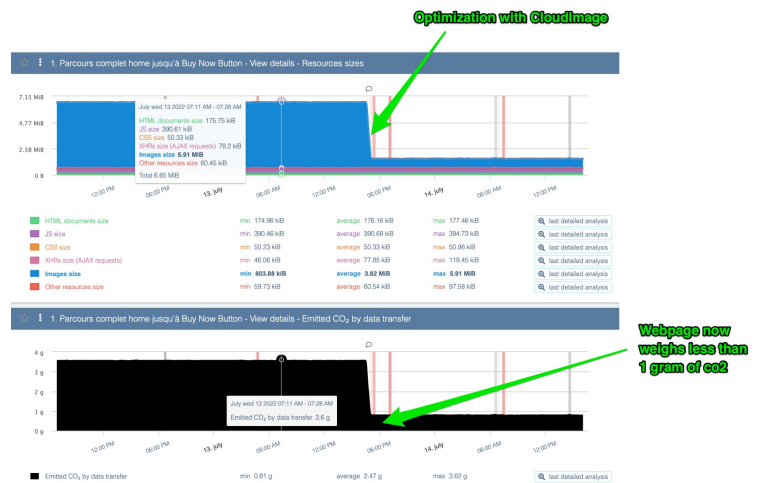 Optimization with CloudImage
1. Parcours complet home jusqu'à Buy Now Button - View details - Resources sizes
7.15 MiB
4.77 MiB
2.38 MiB
0 B
July wed 13 2022 07:11 AM - 07:26 AM
HTML documents size 175.75 kiB
JS size 390.61 kiB
CSS size 50.33 kiB
XHRs size (AJAX requests) 78.2 kiB
Images size 5.91 MiB
Other resources size 60.45 kiB
Total 6.65 MiB
12:00 PM 06:00 PM 13. july 06:00 AM 12:00 PM 06:00 PM 14. july 06:00 AM 12:00 PM
HTML documents size min 174.96 kiB average 176.16 kiB max 177.46 kiB last detailed analysis
JS size min 390.46 kiB average 390.68 kiB max 394.73 kiB last detailed analysis
CSS size min 50.23 kiB average 50.33 kiB max 50.96 kiB last detailed analysis
XHRs size (AJAX requests) min 46.06 kiB average 77.85 kiB max 119.45 kiB last detailed analysis
Images size min 803.88 kiB average 3.82 MiB max 5.91 MiB last detailed analysis
Other resources size min 59.73 kiB average 60.54 kiB max 97.58 kiB last detailed analysis
1. Parcours complet home jusqu'à Buy Now Button - View details - Emitted CO₂ by data transfer
Webpage now
weighs less than
1 gram of co2
4 g
3 g
2 g
1 g
0 g
July wed 13 2022 07:11 AM - 07:26 AM
Emitted CO₂ by data transfer 3.6 g
12:00 PM 06:00 PM 13. july 06:00 AM 12:00 PM 06:00 PM 14. july 06:00 AM 12:00 PM
Emitted CO₂ by data transfer min 0.81 g average 2.47 g max 3.62 g last detailed analysis